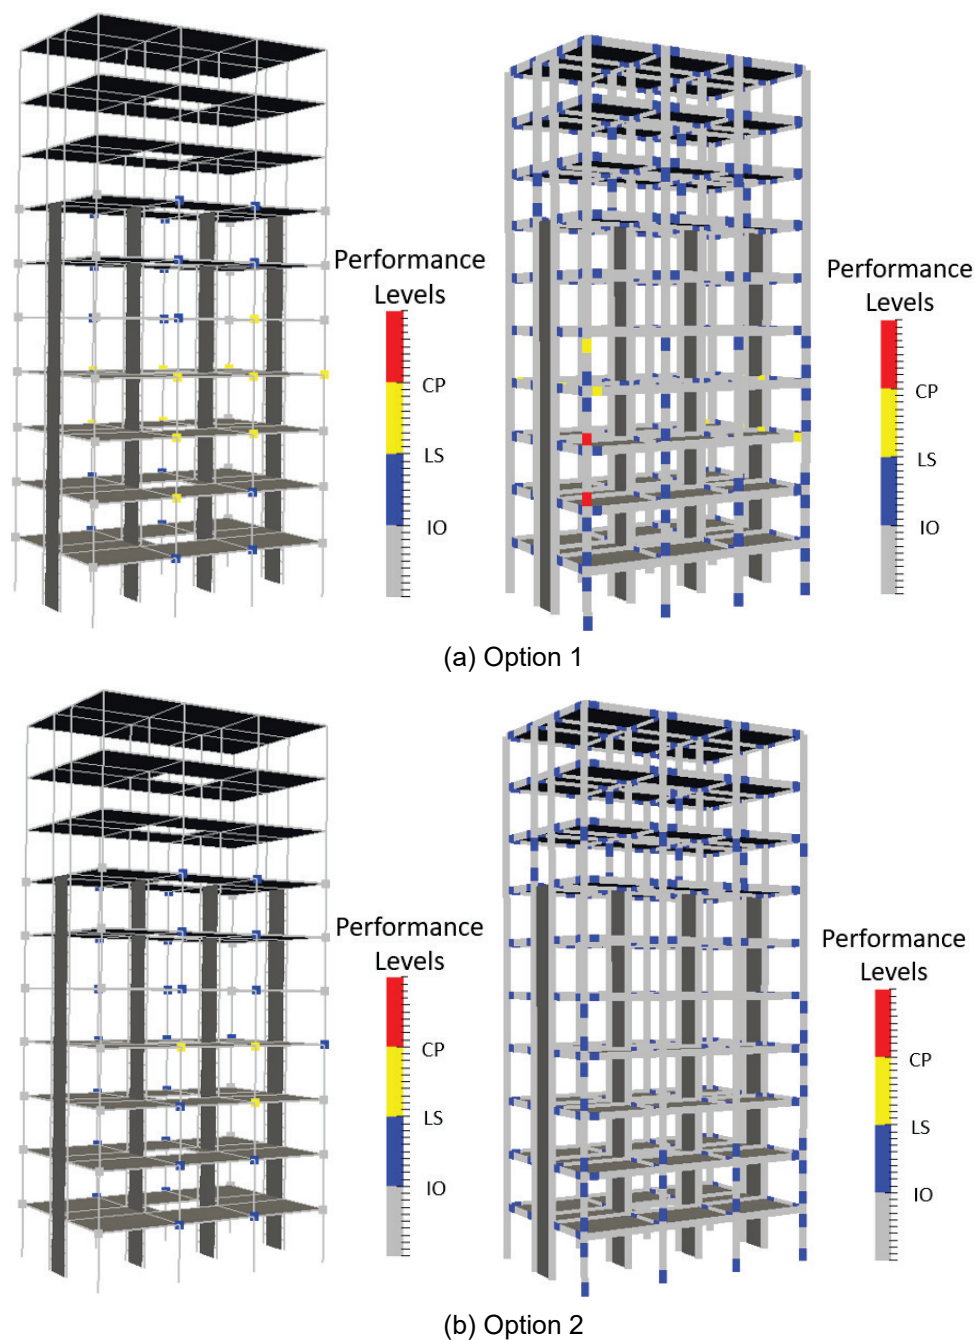 Performance
Levels
CP
LS
IO
Performance
Levels
CP
LS
IO
(a) Option 1
Performance
Levels
CP
LS
IO
Performance
Levels
CP
LS
IO
(b) Option 2